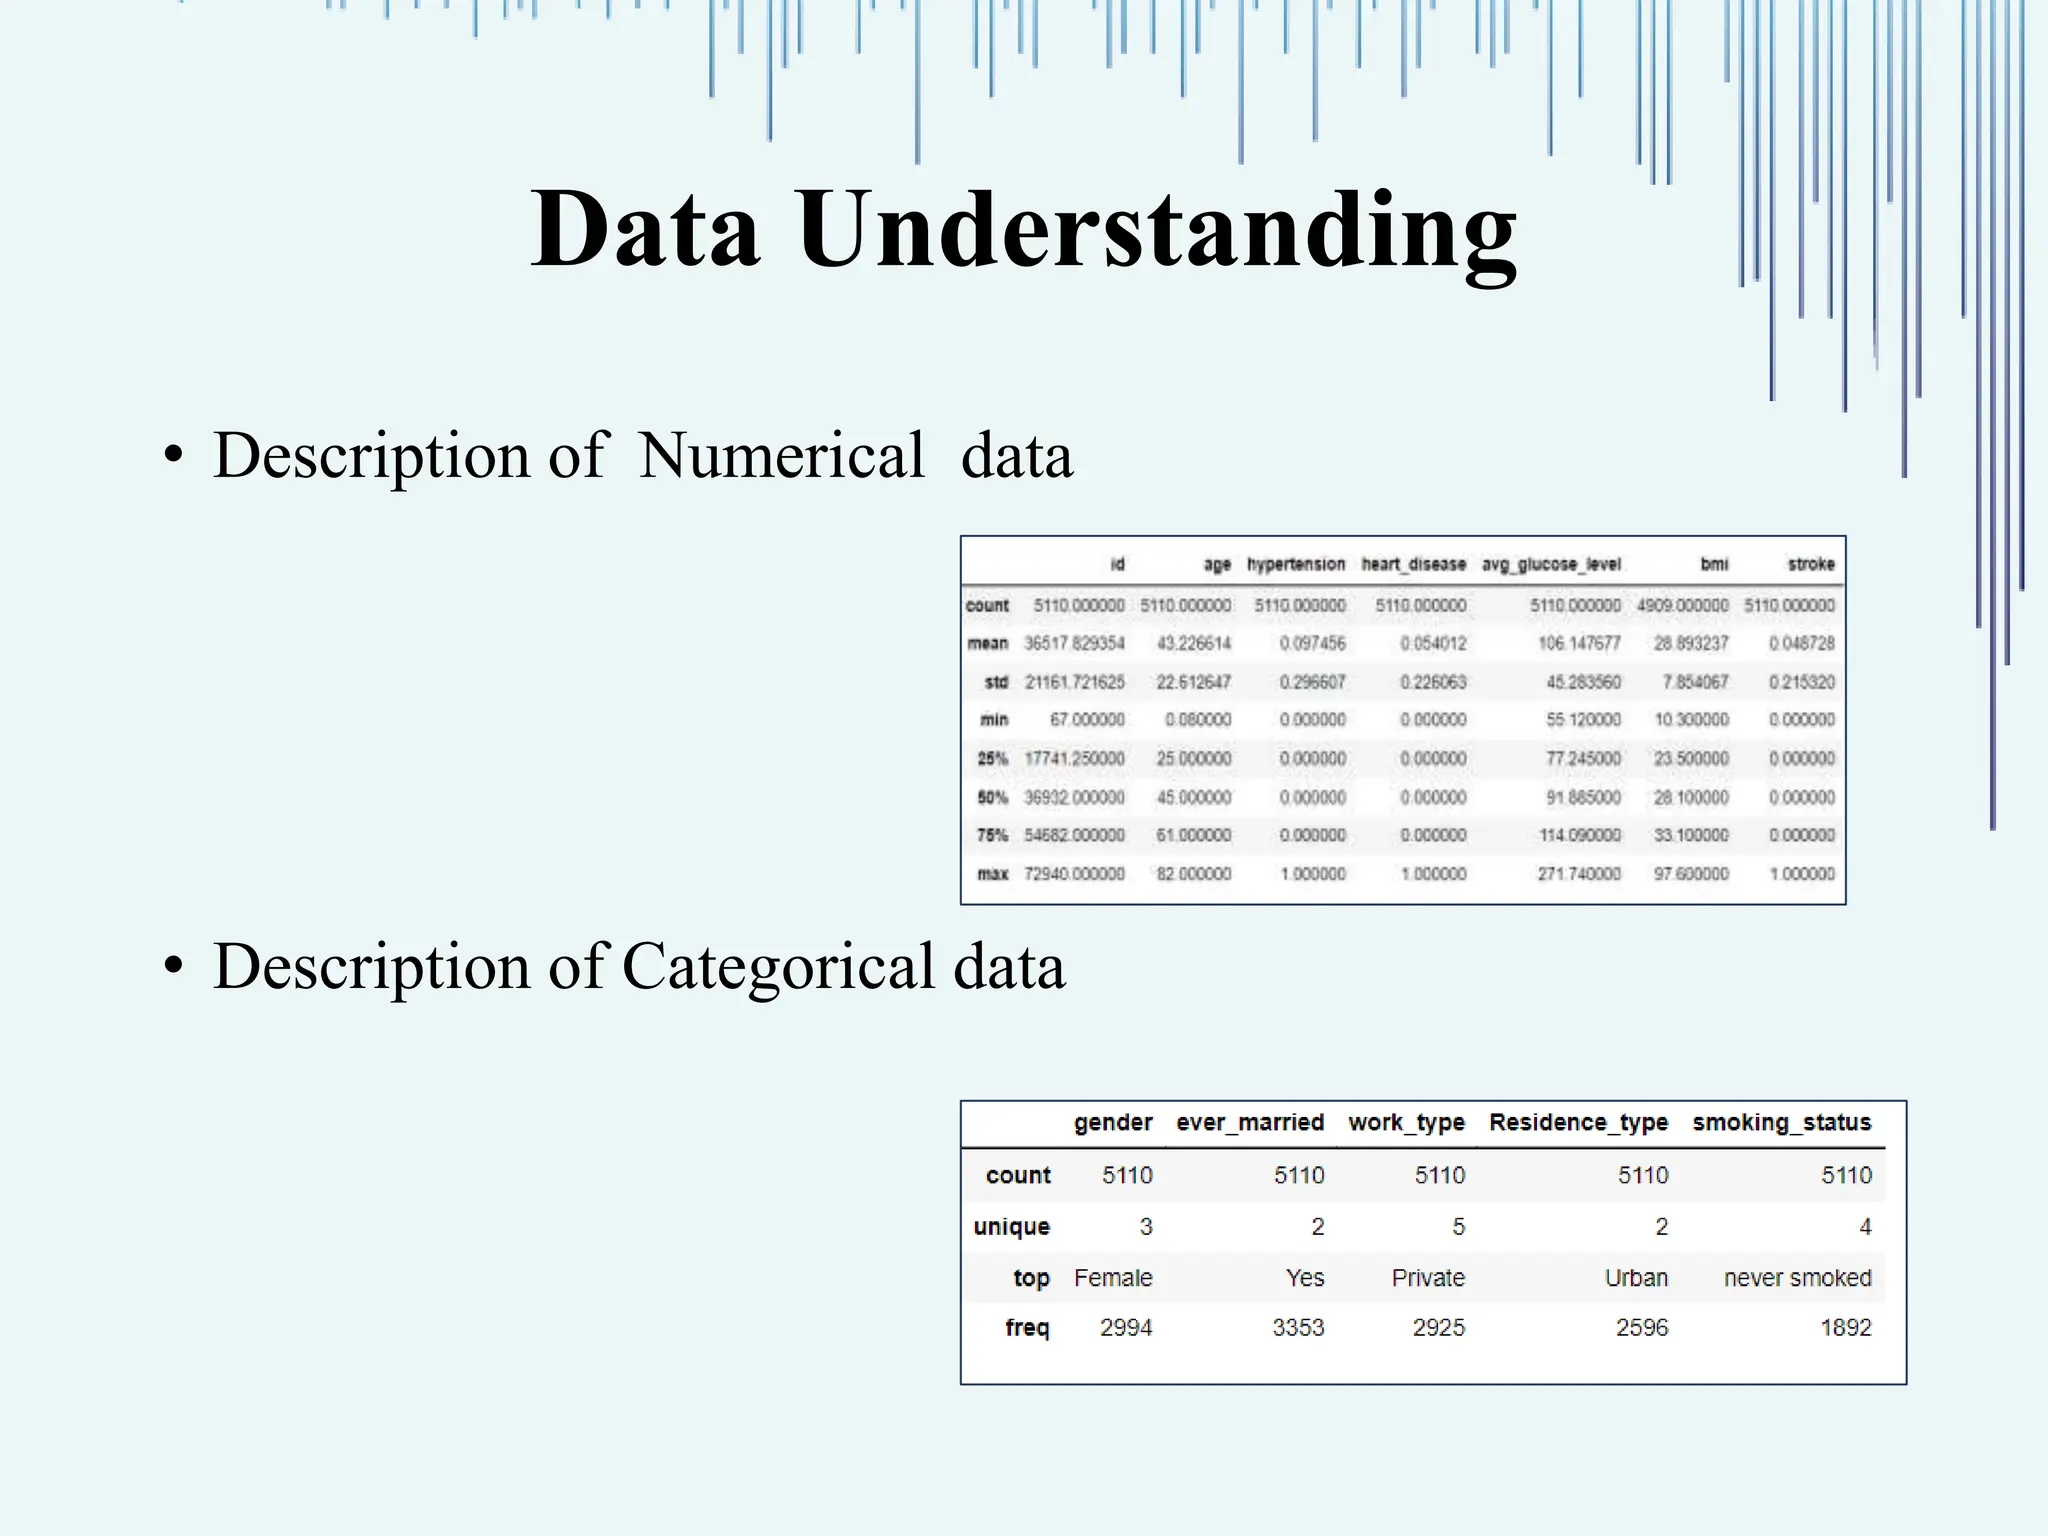 Data Understanding
• Description of Numerical data
id age hypertension heart_disease avg_glucose_level bmi stroke
count 5110.000000 5110.000000 5110.000000 5110.000000 5110.000000 4909.000000 5110.000000
mean 36517.829354 43.226614 0.097456 0.054012 106.147677 28.893237 0.048728
std 21161.721625 22.612647 0.296607 0.226063 45.283560 7.854067 0.215320
min 67.000000 0.080000 0.000000 0.000000 55.120000 10.300000 0.000000
25% 17741.250000 25.000000 0.000000 0.000000 77.245000 23.500000 0.000000
50% 36932.000000 45.000000 0.000000 0.000000 91.885000 28.100000 0.000000
75% 54682.000000 61.000000 0.000000 0.000000 114.090000 33.100000 0.000000
max 72940.000000 82.000000 1.000000 1.000000 271.740000 97.600000 1.000000
• Description of Categorical data
gender ever_married work_type Residence_type smoking_status
count 5110 5110 5110 5110 5110
unique 3 2 5 2 4
top Female Yes Private Urban never smoked
freq 2994 3353 2925 2596 1892